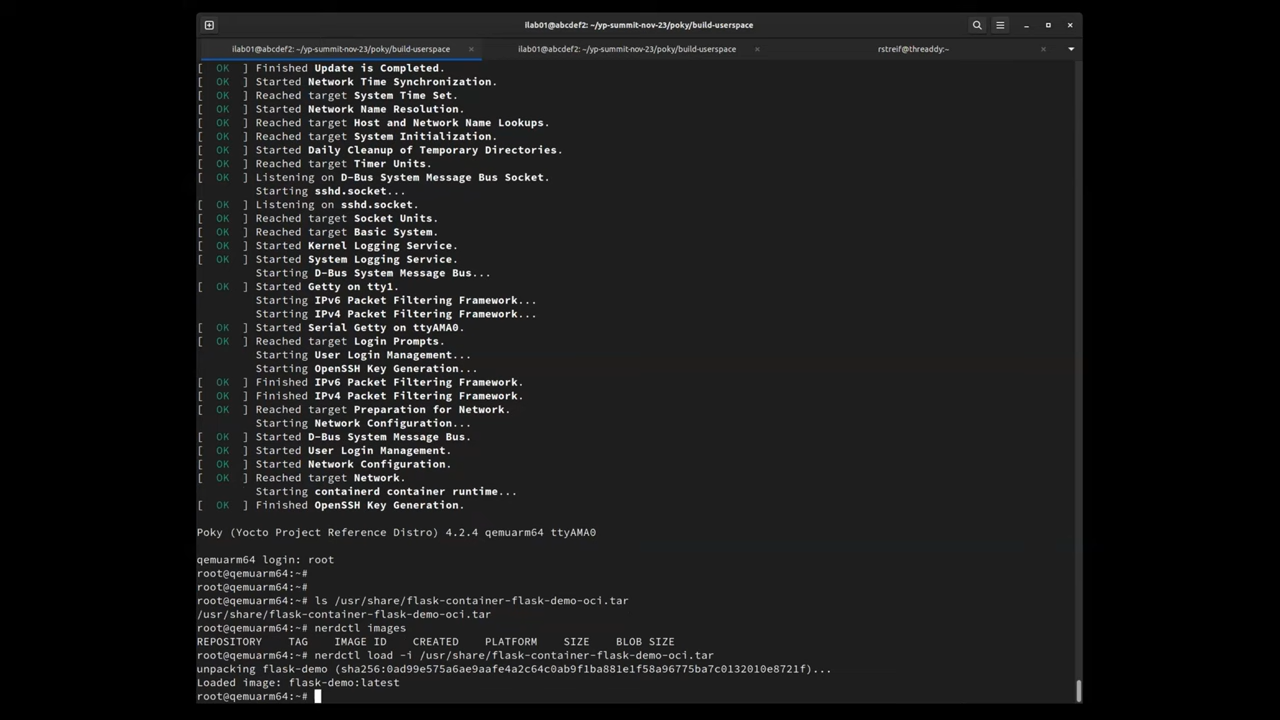 ilab01@abcdef2: ~/yp-summit-nov-23/poky/build-userspace
ilab01@abcdef2: ~/yp-summit-nov-23/poky/build-userspace × ilab01@abcdef2: ~/yp-summit-nov-23/poky/build-userspace × rstreif@threaddy:~ ×
[  OK  ] Finished Update is Completed.
[  OK  ] Started Network Time Synchronization.
[  OK  ] Reached target System Time Set.
[  OK  ] Started Network Name Resolution.
[  OK  ] Reached target Host and Network Name Lookups.
[  OK  ] Reached target System Initialization.
[  OK  ] Started Daily Cleanup of Temporary Directories.
[  OK  ] Reached target Timer Units.
[  OK  ] Listening on D-Bus System Message Bus Socket.
         Starting sshd.socket...
[  OK  ] Listening on sshd.socket.
[  OK  ] Reached target Socket Units.
[  OK  ] Reached target Basic System.
[  OK  ] Started Kernel Logging Service.
[  OK  ] Started System Logging Service.
         Starting D-Bus System Message Bus...
[  OK  ] Started Getty on tty1.
         Starting IPv6 Packet Filtering Framework...
         Starting IPv4 Packet Filtering Framework...
[  OK  ] Started Serial Getty on ttyAMA0.
[  OK  ] Reached target Login Prompts.
         Starting User Login Management...
         Starting OpenSSH Key Generation...
[  OK  ] Finished IPv6 Packet Filtering Framework.
[  OK  ] Finished IPv4 Packet Filtering Framework.
[  OK  ] Reached target Preparation for Network.
         Starting Network Configuration...
[  OK  ] Started D-Bus System Message Bus.
[  OK  ] Started User Login Management.
[  OK  ] Started Network Configuration.
[  OK  ] Reached target Network.
         Starting containerd container runtime...
[  OK  ] Finished OpenSSH Key Generation.
Poky (Yocto Project Reference Distro) 4.2.4 qemuarm64 ttyAMA0
qemuarm64 login: root
root@qemuarm64:~#
root@qemuarm64:~#
root@qemuarm64:~# ls /usr/share/flask-container-flask-demo-oci.tar
/usr/share/flask-container-flask-demo-oci.tar
root@qemuarm64:~# nerdctl images
REPOSITORY    TAG    IMAGE ID    CREATED    PLATFORM    SIZE    BLOB SIZE
root@qemuarm64:~# nerdctl load -i /usr/share/flask-container-flask-demo-oci.tar
unpacking flask-demo (sha256:0ad99e575a6ae9aafe4a2c64c0ab9f1ba881e1f58a96775ba7c0132010e8721f)...
Loaded image: flask-demo:latest
root@qemuarm64:~#